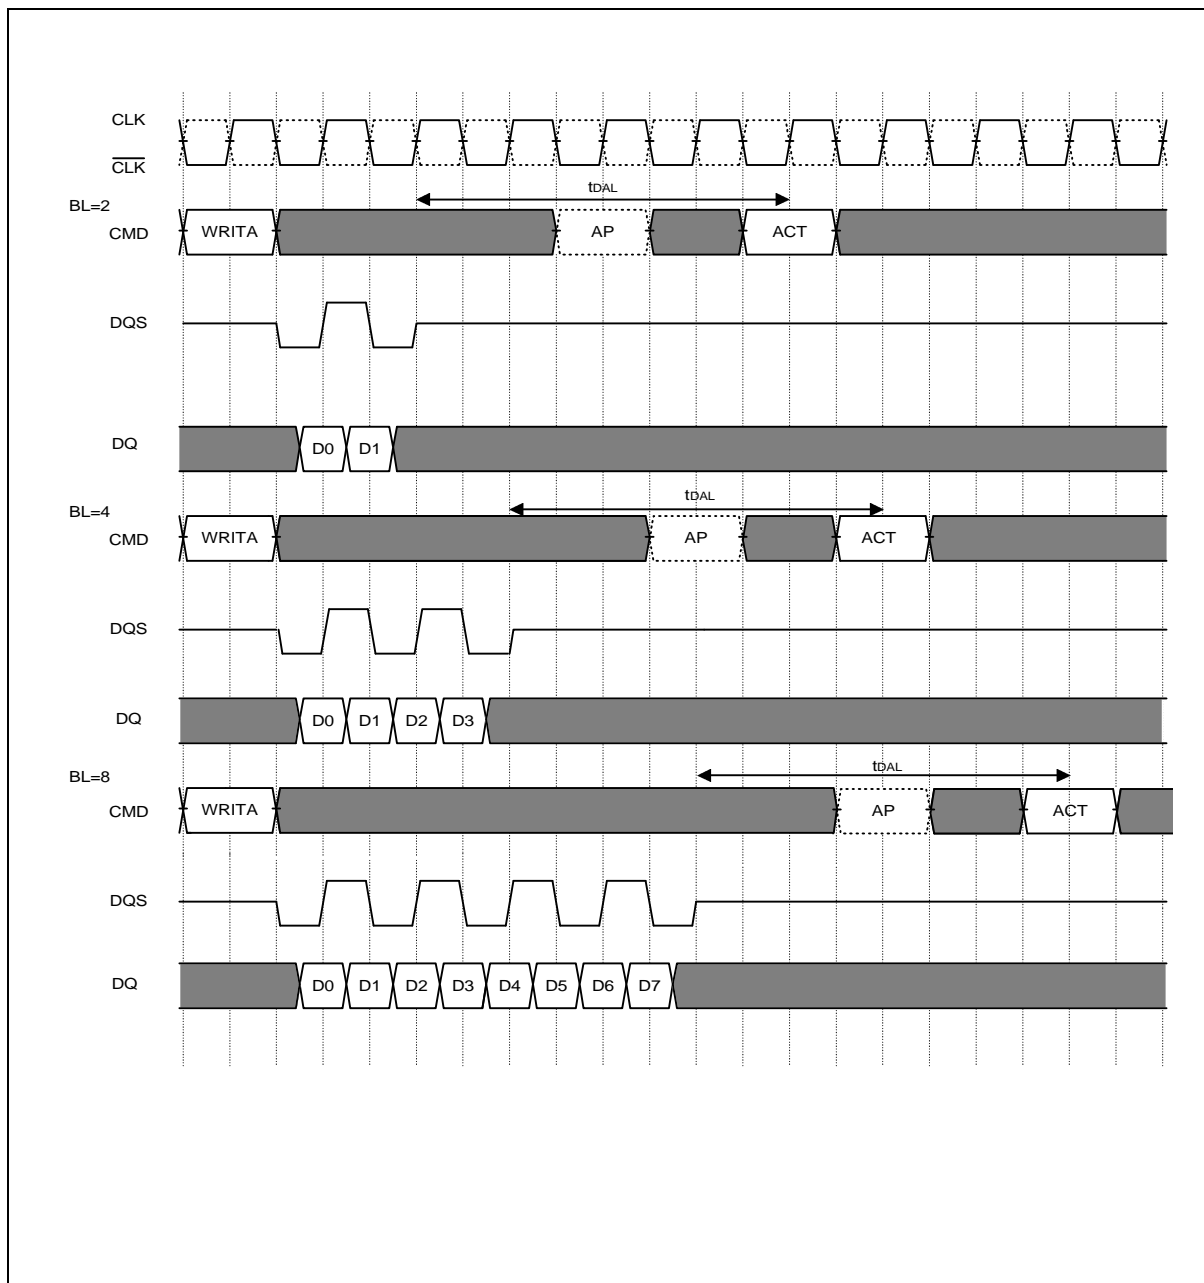 CLK
CLK
tDAL
BL=2
CMD WRITA AP ACT
DQS
DQ D0 D1
tDAL
BL=4
CMD WRITA AP ACT
DQS
DQ D0 D1 D2 D3
tDAL
BL=8
CMD WRITA AP ACT
DQS
DQ D0 D1 D2 D3 D4 D5 D6 D7